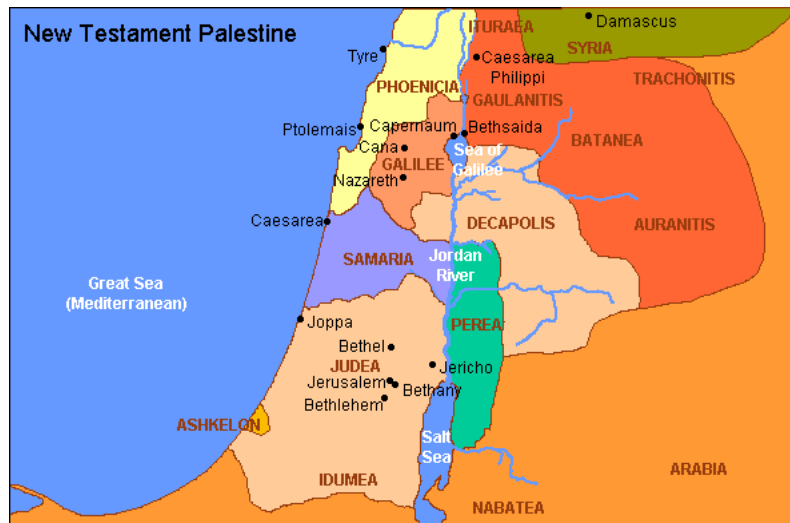 New Testament Palestine
ITURAEA
Damascus
SYRIA
Tyre
Caesarea
Philippi
TRACHONITIS
PHOENICIA
GAULANITIS
Ptolemais
Capernaum
Bethsaida
BATANEA
Cana
Sea of
Galilee
GALILEE
Nazareth
Caesarea
DECAPOLIS
AURANITIS
SAMARIA
Jordan
River
Great Sea
(Mediterranean)
Joppa
PEREA
Bethel
JUDEA
Jericho
Jerusalem
Bethany
Bethlehem
ASHKELON
Salt
Sea
IDUMEA
ARABIA
NABATEA